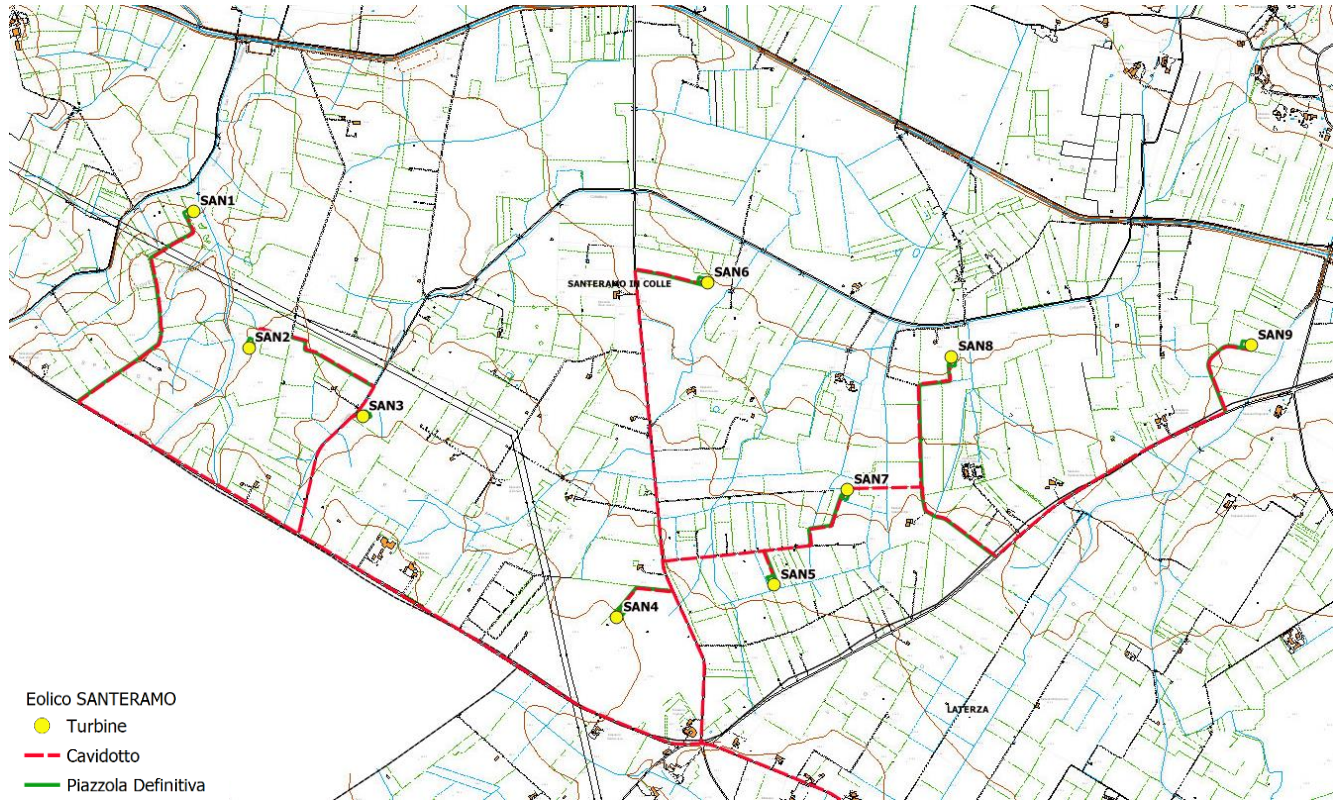 SAN1
SAN6
SANTERAMO IN COLLE
SAN2
SAN9
SAN8
SAN3
SAN7
SAN5
SAN4
LATERZA
Eolico SANTERAMO
Turbine
Cavidotto
Piazzola Definitiva